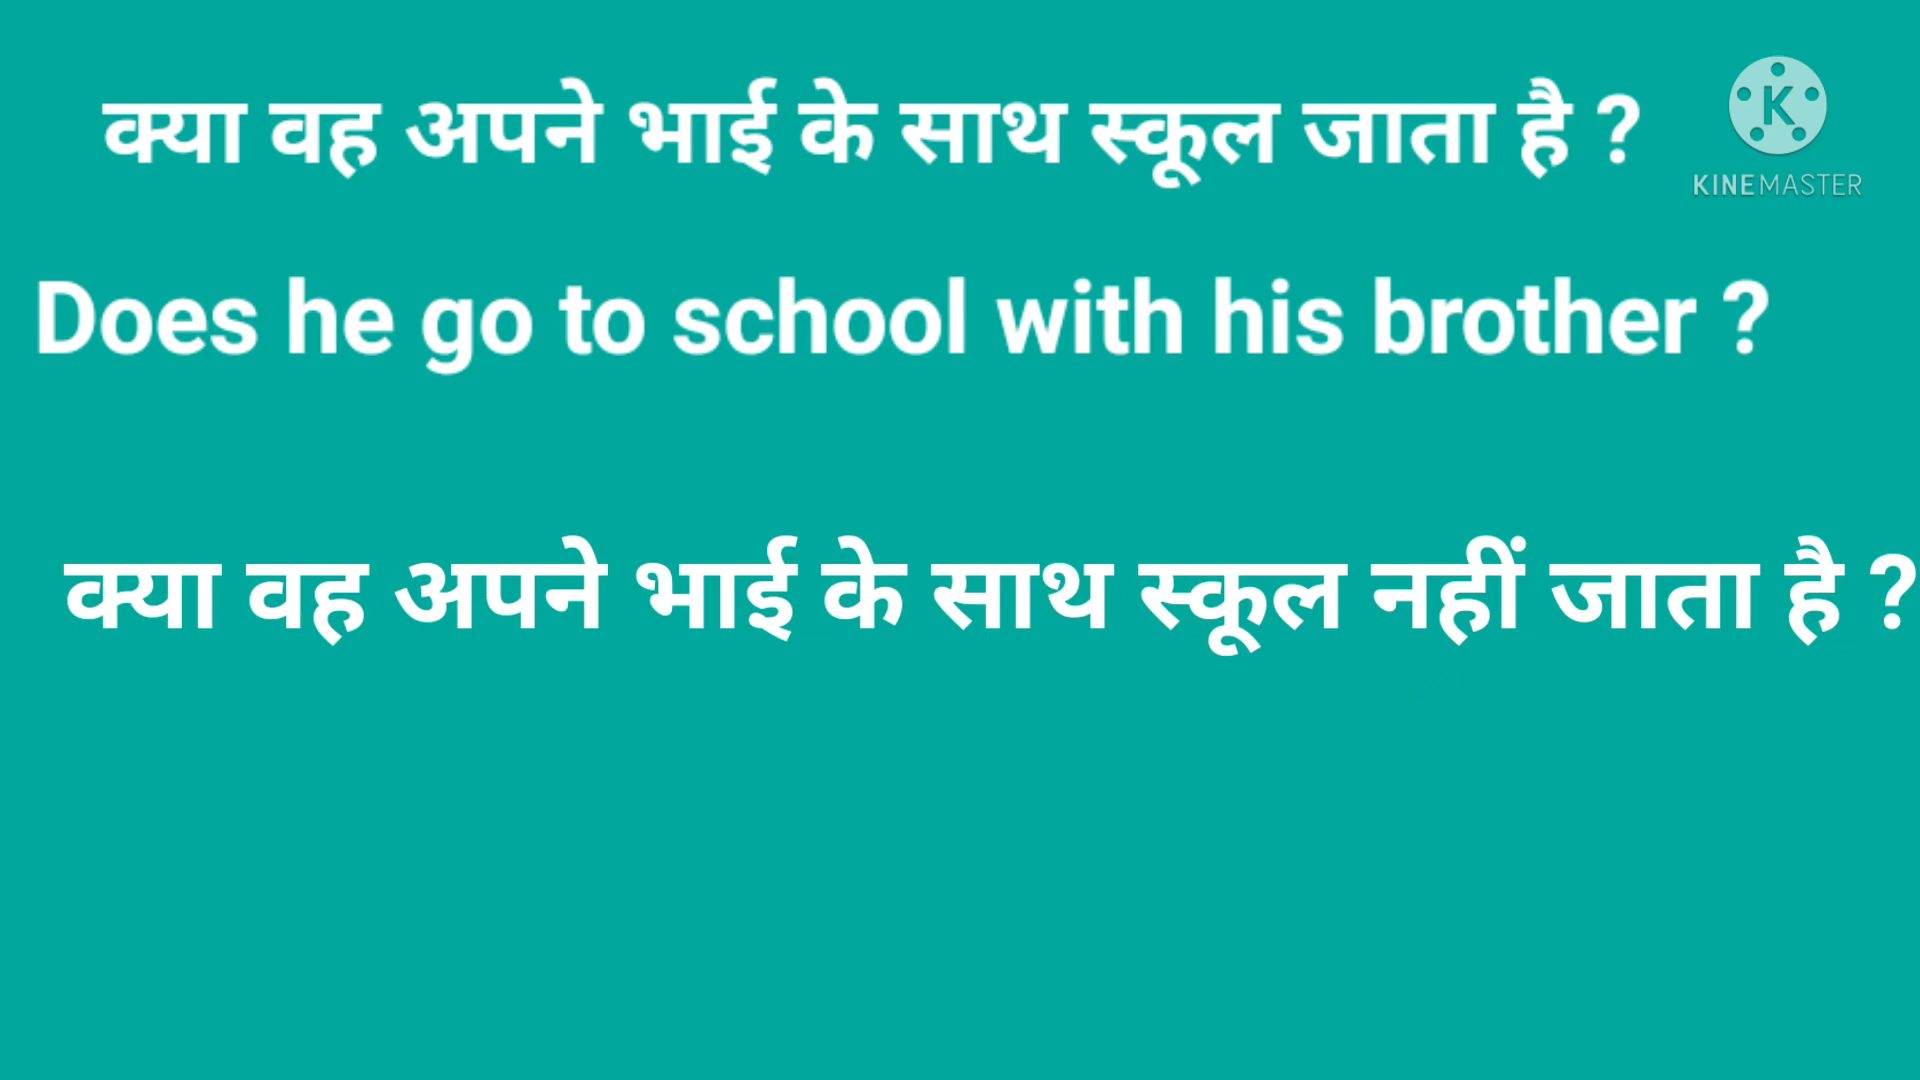 क्या वह अपने भाई के साथ स्कूल जाता है ?
K
KINEMASTER
Does he go to school with his brother ?
क्या वह अपने भाई के साथ स्कूल नहीं जाता है ?